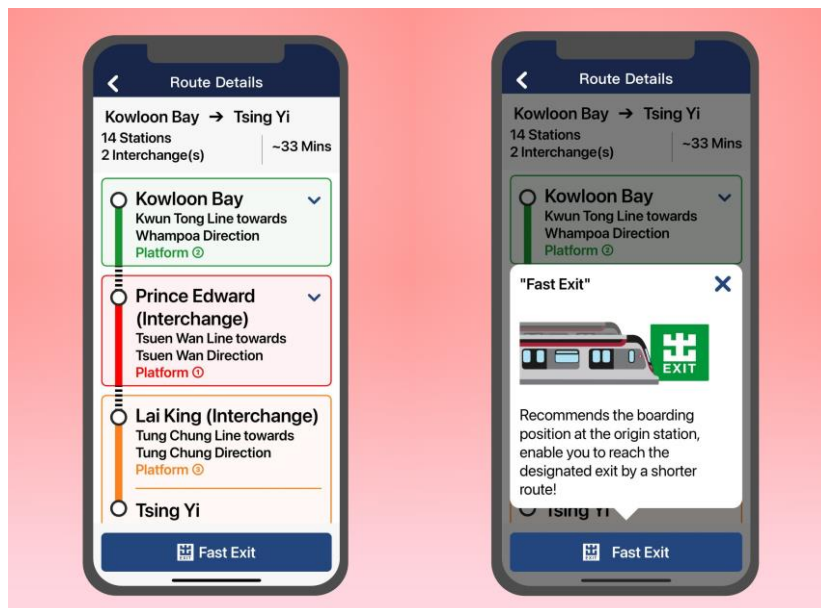 Route Details
Kowloon Bay → Tsing Yi
14 Stations
2 Interchange(s)
~33 Mins
Kowloon Bay
Kwun Tong Line towards
Whampoa Direction
Platform ②
Prince Edward
(Interchange)
Tsuen Wan Line towards
Tsuen Wan Direction
Platform ①
Lai King (Interchange)
Tung Chung Line towards
Tung Chung Direction
Platform ③
Tsing Yi
EXIT
Fast Exit
Route Details
Kowloon Bay → Tsing Yi
14 Stations
2 Interchange(s)
~33 Mins
Kowloon Bay
Kwun Tong Line towards
Whampoa Direction
Platform ②
"Fast Exit"
EXIT
Recommends the boarding
position at the origin station,
enable you to reach the
designated exit by a shorter
route!
Tsing Yi
EXIT
Fast Exit